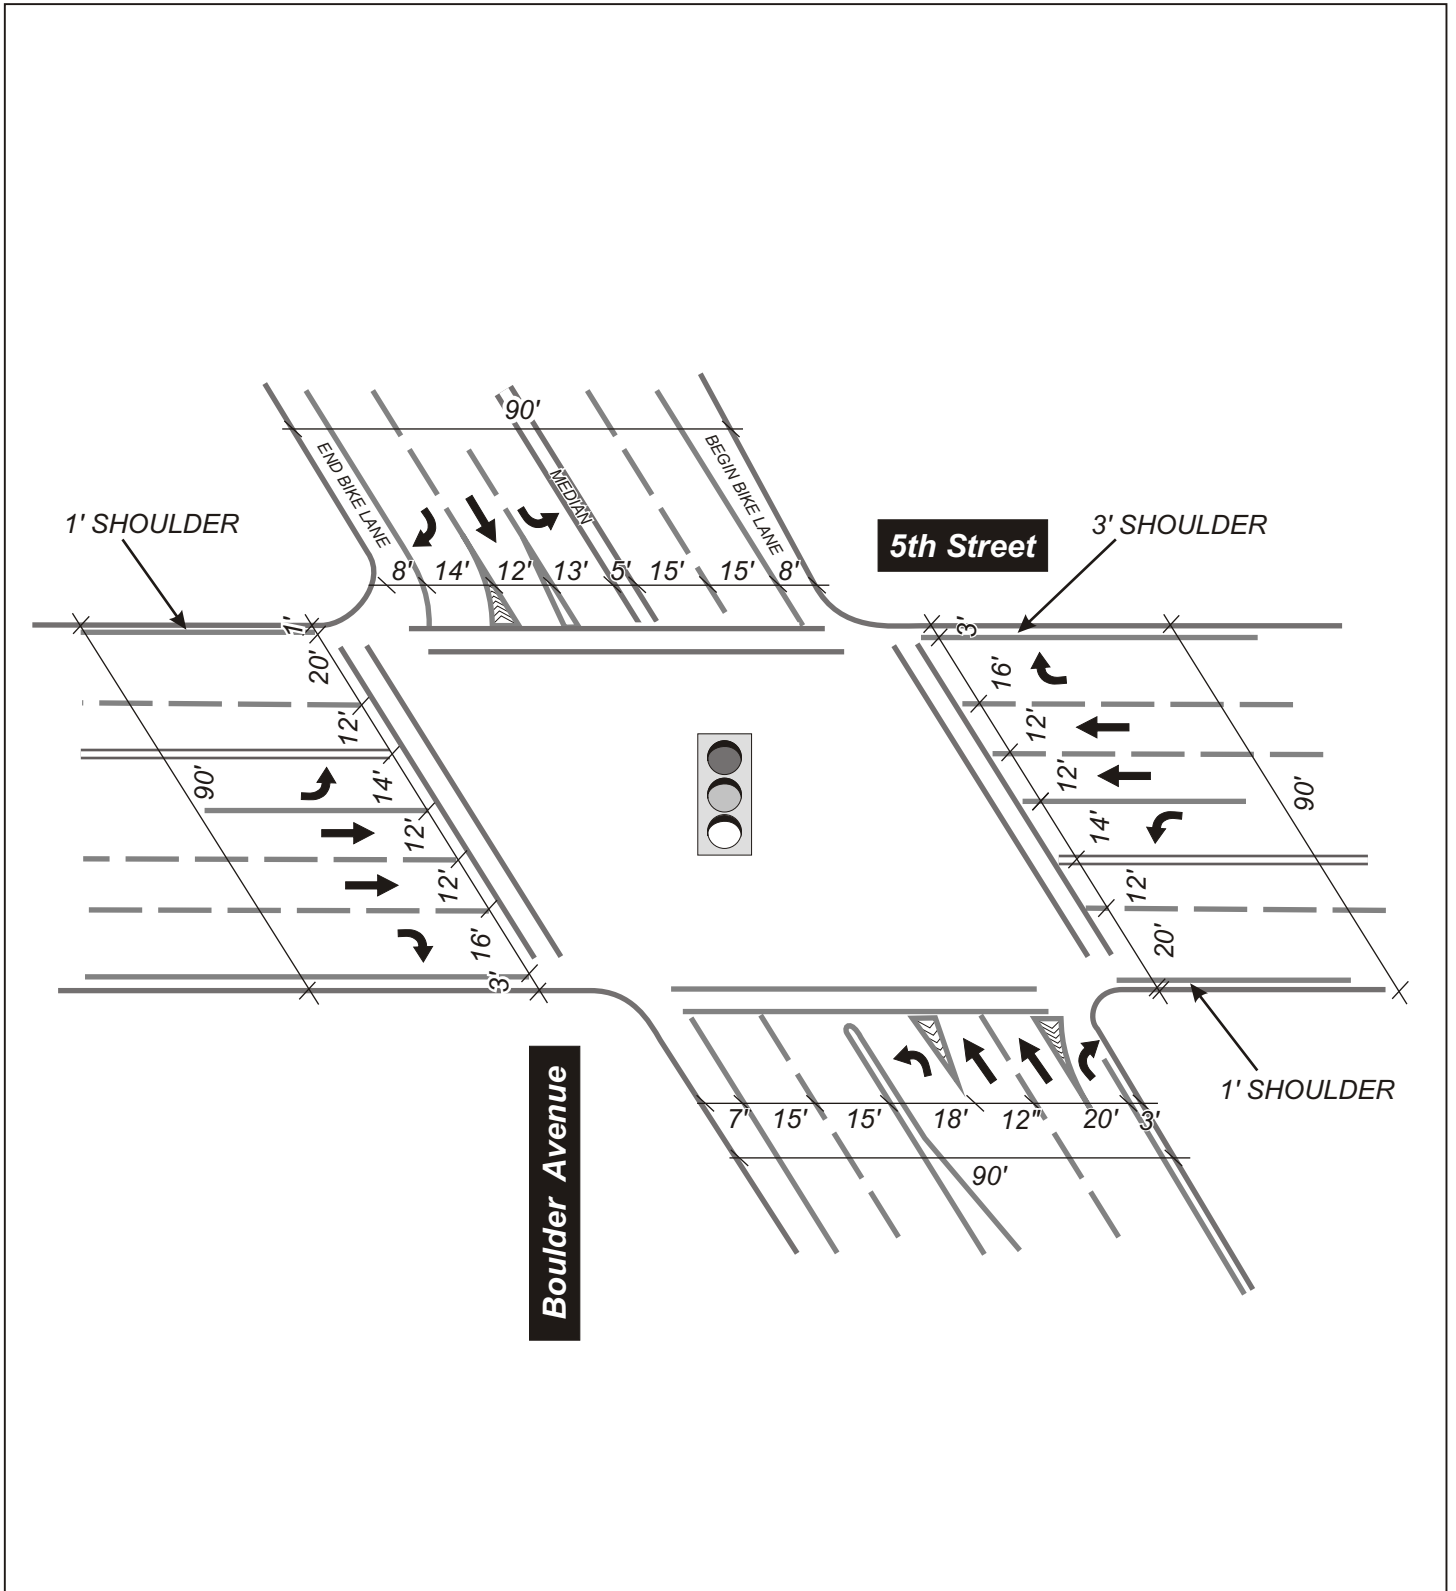 90'
END BIKE LANE
MEDIAN
BEGIN BIKE LANE
1' SHOULDER
5th Street
3' SHOULDER
8' 14' 12' 13' 5' 15' 15' 8'
1'
20'
12'
14'
12'
12'
16'
3'
90'
3'
16'
12'
12'
14'
12'
20'
90'
1' SHOULDER
Boulder Avenue
7' 15' 15' 18' 12" 20' 3'
90'